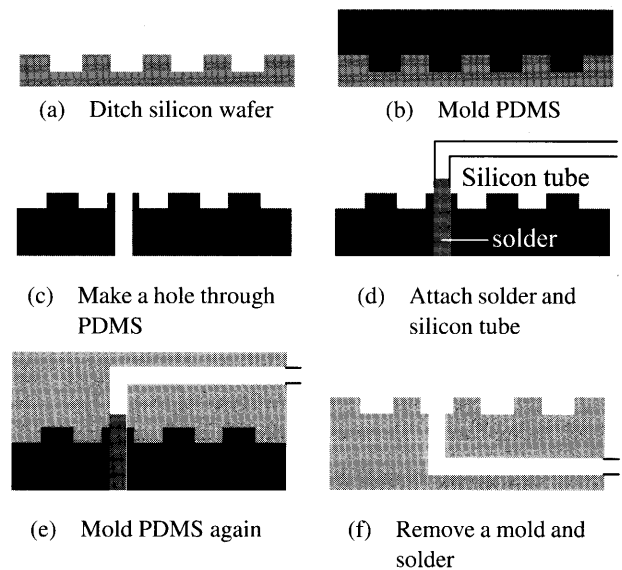 (a) Ditch silicon wafer
(b) Mold PDMS
Silicon tube
solder
(c) Make a hole through
PDMS
(d) Attach solder and
silicon tube
(e) Mold PDMS again
(f) Remove a mold and
solder